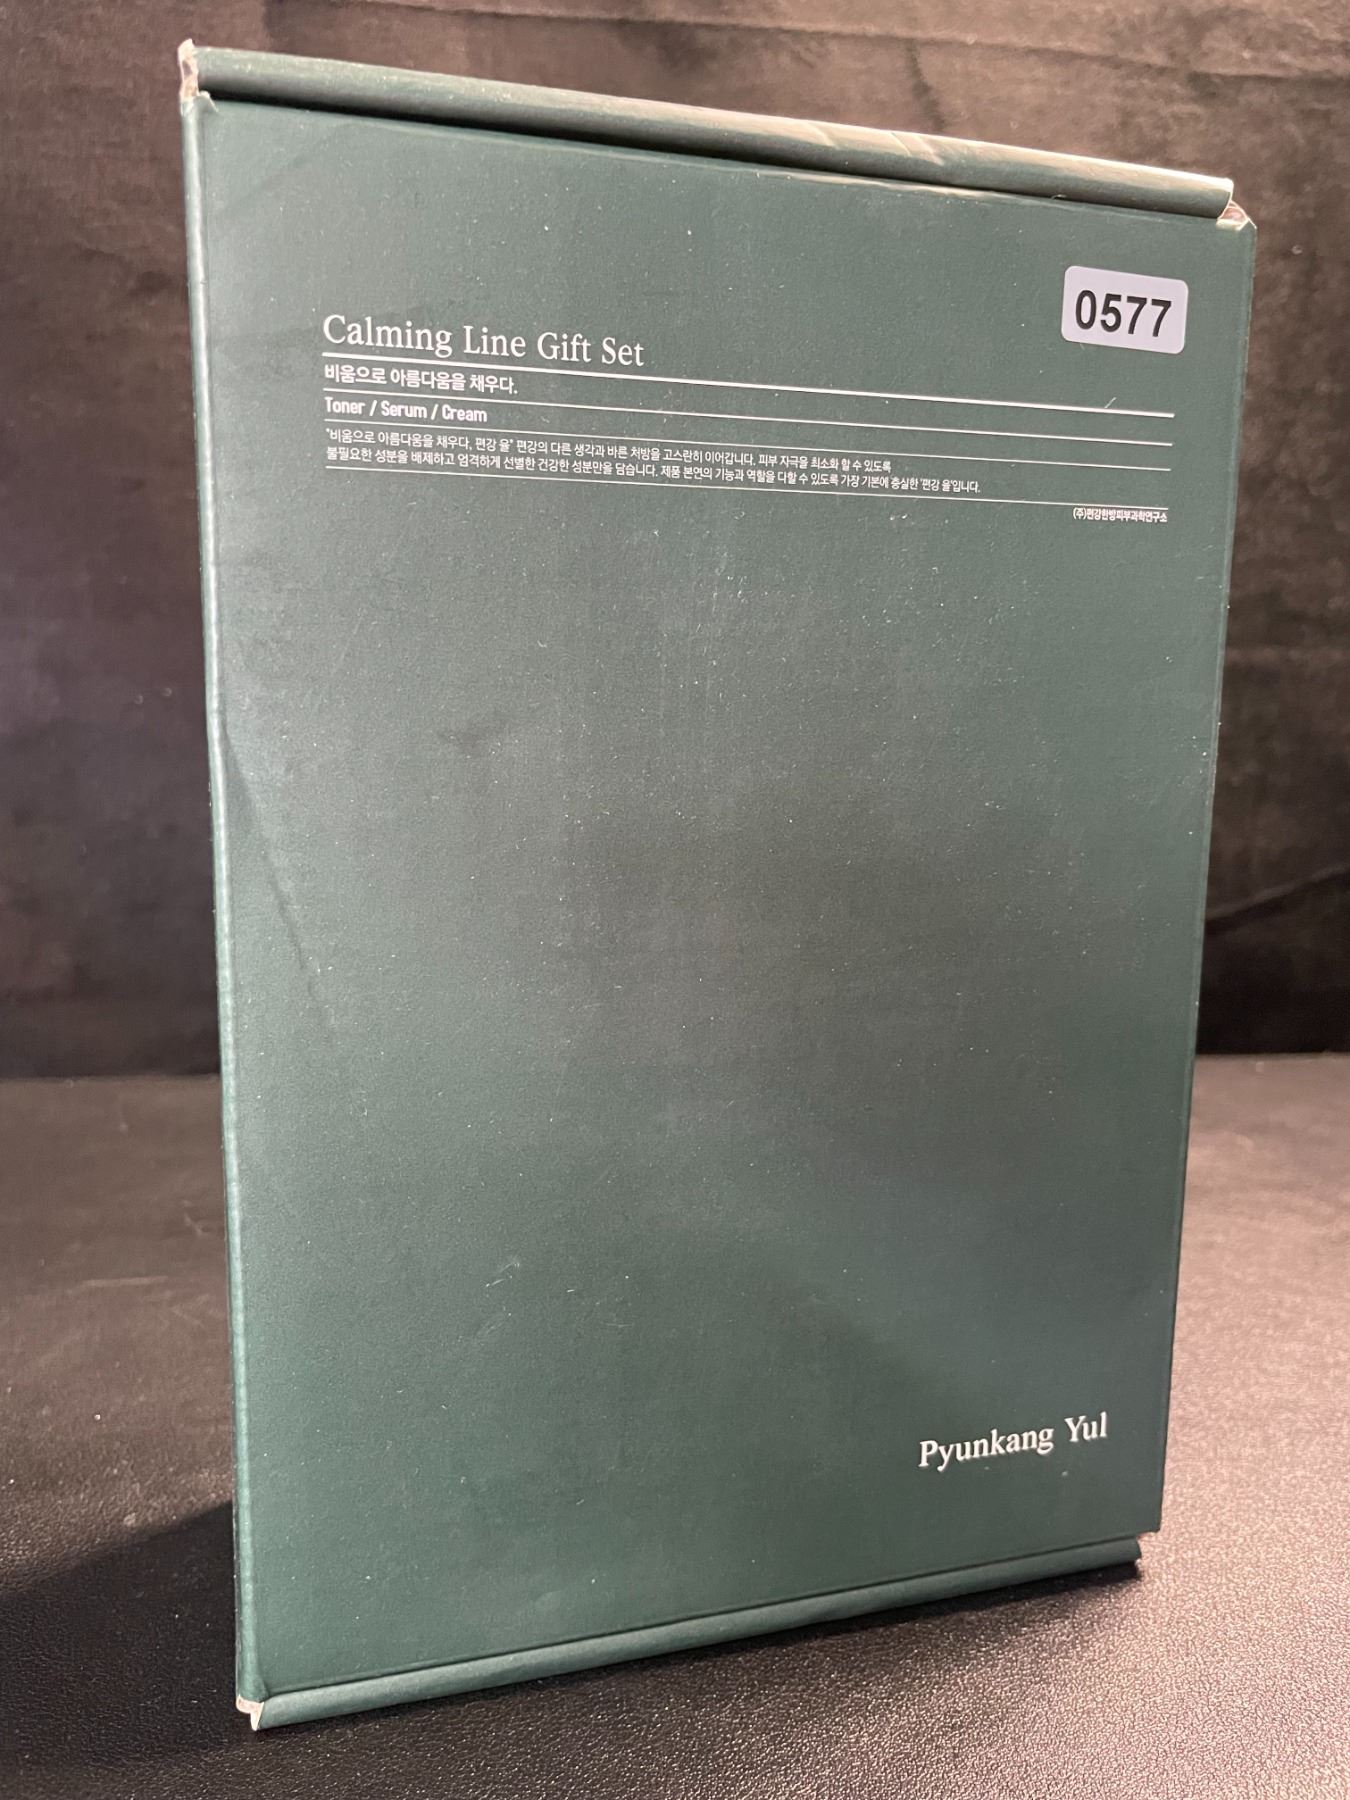 0577
Calming Line Gift Set
비움으로 아름다움을 채우다.
Toner / Serum / Cream
"비움으로 아름다움을 채우다, 편강 율" 편강의 다른 생각과 바른 처방을 고스란히 이어갑니다. 피부 자극을 최소화 할 수 있도록
불필요한 성분을 배제하고 엄격하게 선별한 건강한 성분만을 담습니다. 제품 본연의 기능과 역할을 다할 수 있도록 가장 기본에 충실한 '편강 율'입니다.
(주)편강한방피부과학연구소
Pyunkang Yul